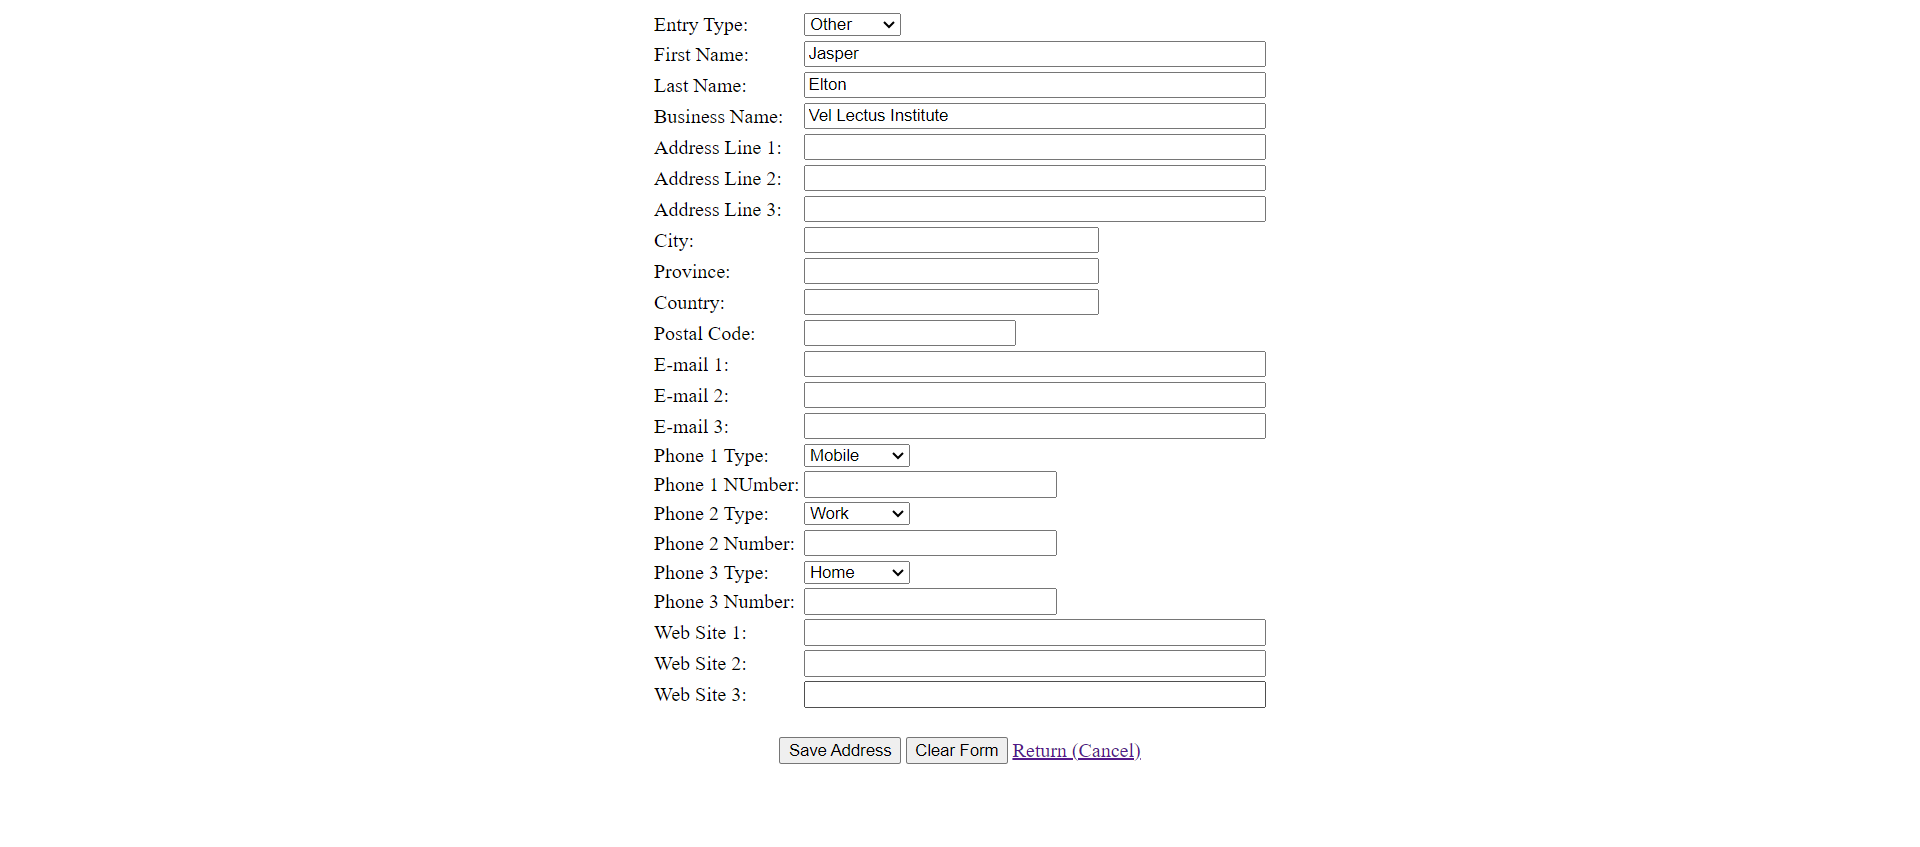 Entry Type: Other
First Name: Jasper
Last Name: Elton
Business Name: Vel Lectus Institute
Address Line 1:
Address Line 2:
Address Line 3:
City:
Province:
Country:
Postal Code:
E-mail 1:
E-mail 2:
E-mail 3:
Phone 1 Type: Mobile
Phone 1 NUmber:
Phone 2 Type: Work
Phone 2 Number:
Phone 3 Type: Home
Phone 3 Number:
Web Site 1:
Web Site 2:
Web Site 3:
Save Address Clear Form Return (Cancel)